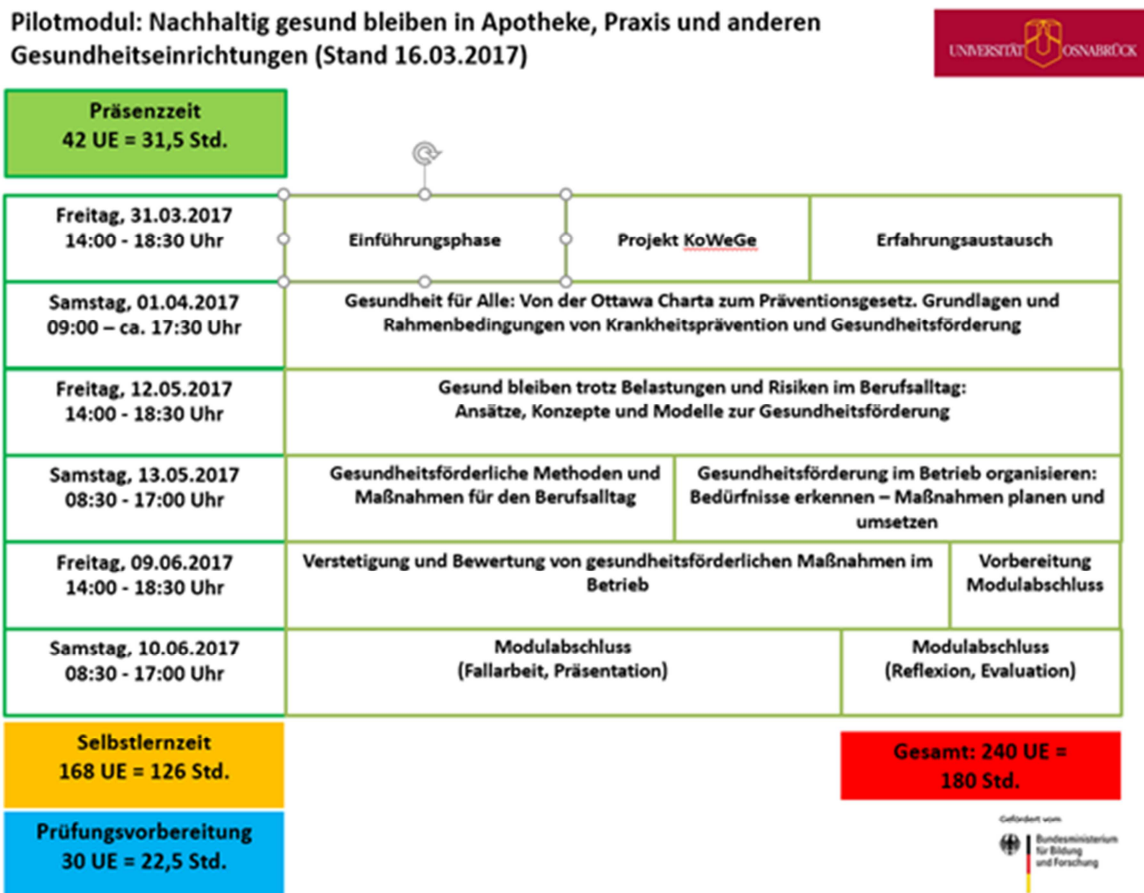 Pilotmodul: Nachhaltig gesund bleiben in Apotheke, Praxis und anderen
Gesundheitseinrichtungen (Stand 16.03.2017)
UNIVERSITÄT OSNABRÜCK
Präsenzzeit
42 UE = 31,5 Std.
Freitag, 31.03.2017
14:00 - 18:30 Uhr
Einführungsphase
Projekt KoWeGe
Erfahrungsaustausch
Samstag, 01.04.2017
09:00 – ca. 17:30 Uhr
Gesundheit für Alle: Von der Ottawa Charta zum Präventionsgesetz. Grundlagen und
Rahmenbedingungen von Krankheitsprävention und Gesundheitsförderung
Freitag, 12.05.2017
14:00 - 18:30 Uhr
Gesund bleiben trotz Belastungen und Risiken im Berufsalltag:
Ansätze, Konzepte und Modelle zur Gesundheitsförderung
Samstag, 13.05.2017
08:30 - 17:00 Uhr
Gesundheitsförderliche Methoden und
Maßnahmen für den Berufsalltag
Gesundheitsförderung im Betrieb organisieren:
Bedürfnisse erkennen – Maßnahmen planen und
umsetzen
Freitag, 09.06.2017
14:00 - 18:30 Uhr
Verstetigung und Bewertung von gesundheitsförderlichen Maßnahmen im
Betrieb
Vorbereitung
Modulabschluss
Samstag, 10.06.2017
08:30 - 17:00 Uhr
Modulabschluss
(Fallarbeit, Präsentation)
Modulabschluss
(Reflexion, Evaluation)
Selbstlernzeit
168 UE = 126 Std.
Gesamt: 240 UE =
180 Std.
Prüfungsvorbereitung
30 UE = 22,5 Std.
Gefördert vom
Bundesministerium
für Bildung
und Forschung